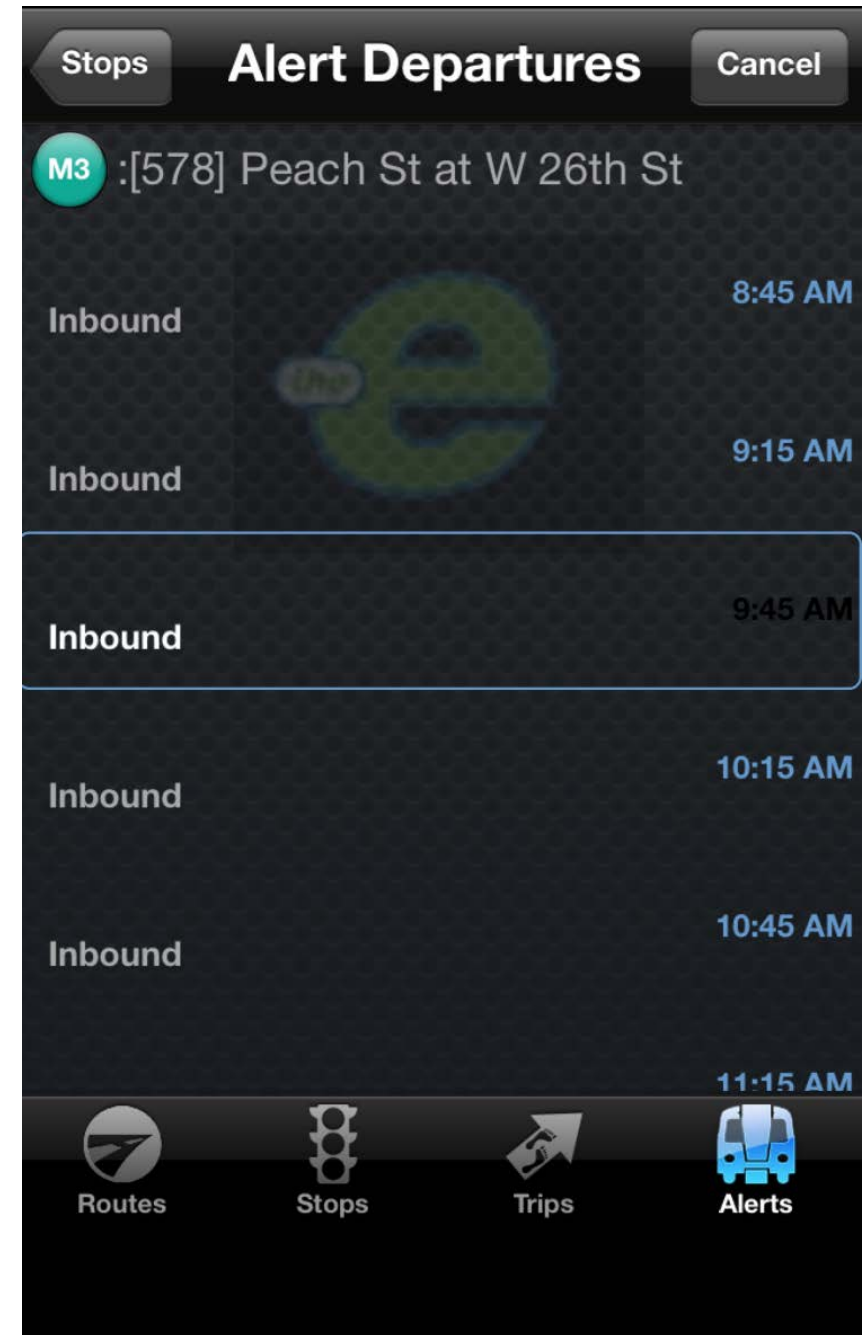 Stops Alert Departures Cancel
M3 :[578] Peach St at W 26th St
8:45 AM
Inbound
the e
9:15 AM
Inbound
9:45 AM
Inbound
10:15 AM
Inbound
10:45 AM
Inbound
11:15 AM
Routes Stops Trips Alerts